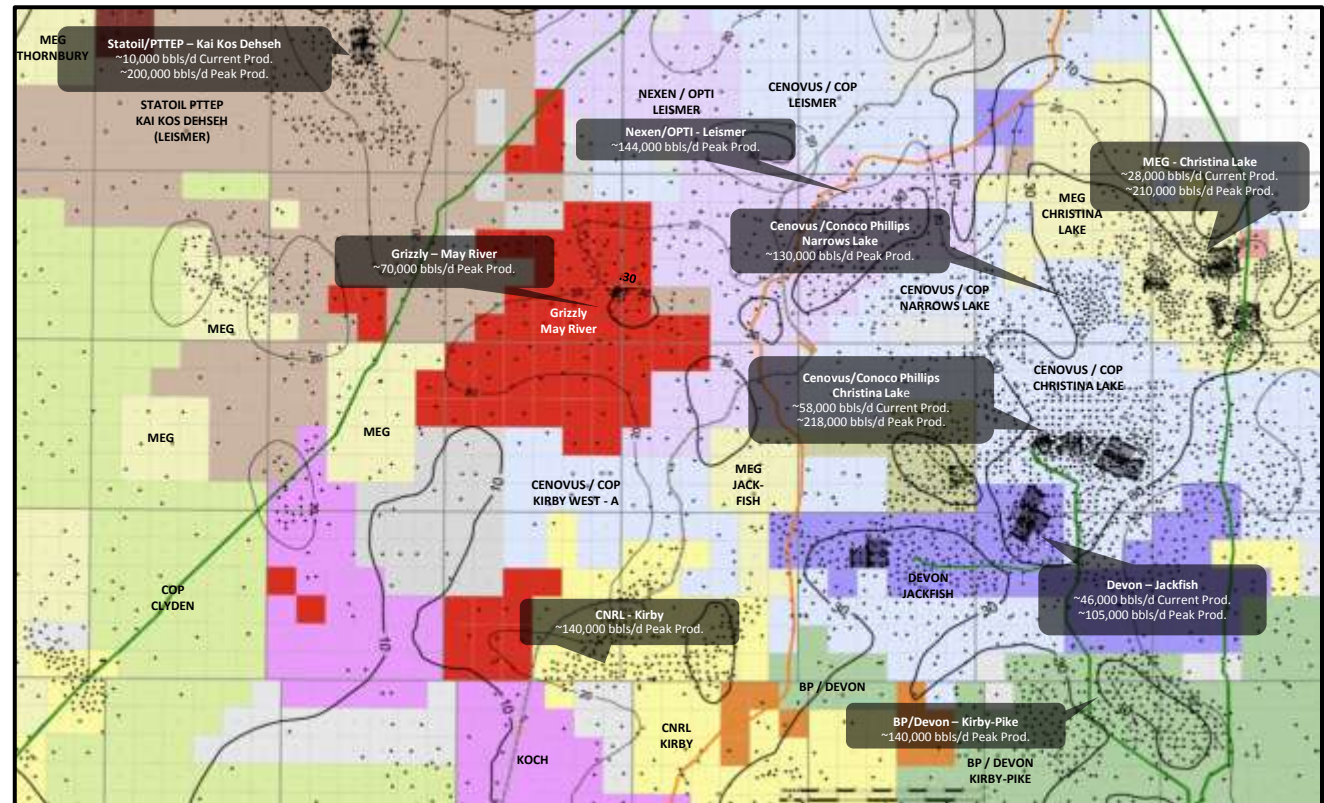 MEG
THORNBURY
Statoil/PTTEP – Kai Kos Dehseh
~10,000 bbls/d Current Prod.
~200,000 bbls/d Peak Prod.
STATOIL PTTEP
KAI KOS DEHSEH
(LEISMER)
NEXEN / OPTI
LEISMER
CENOVUS / COP
LEISMER
Nexen/OPTI - Leismer
~144,000 bbls/d Peak Prod.
MEG - Christina Lake
~28,000 bbls/d Current Prod.
~210,000 bbls/d Peak Prod.
MEG
CHRISTINA
LAKE
Cenovus /Conoco Phillips
Narrows Lake
~130,000 bbls/d Peak Prod.
Grizzly – May River
~70,000 bbls/d Peak Prod.
30
CENOVUS / COP
NARROWS LAKE
Grizzly
May River
MEG
Cenovus/Conoco Phillips
Christina Lake
~58,000 bbls/d Current Prod.
~218,000 bbls/d Peak Prod.
CENOVUS / COP
CHRISTINA LAKE
MEG
MEG
CENOVUS / COP
KIRBY WEST - A
MEG
JACK-
FISH
10
COP
CLYDEN
DEVON
JACKFISH
30
30
Devon – Jackfish
~46,000 bbls/d Current Prod.
~105,000 bbls/d Peak Prod.
CNRL - Kirby
~140,000 bbls/d Peak Prod.
10
10
BP / DEVON
BP/Devon – Kirby-Pike
~140,000 bbls/d Peak Prod.
CNRL
KIRBY
KOCH
BP / DEVON
KIRBY-PIKE